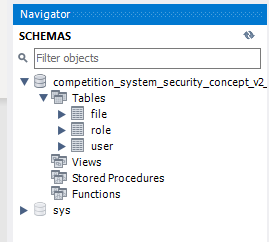 Navigator
SCHEMAS
Filter objects
competition_system_security_concept_v2_
Tables
file
role
user
Views
Stored Procedures
Functions
sys